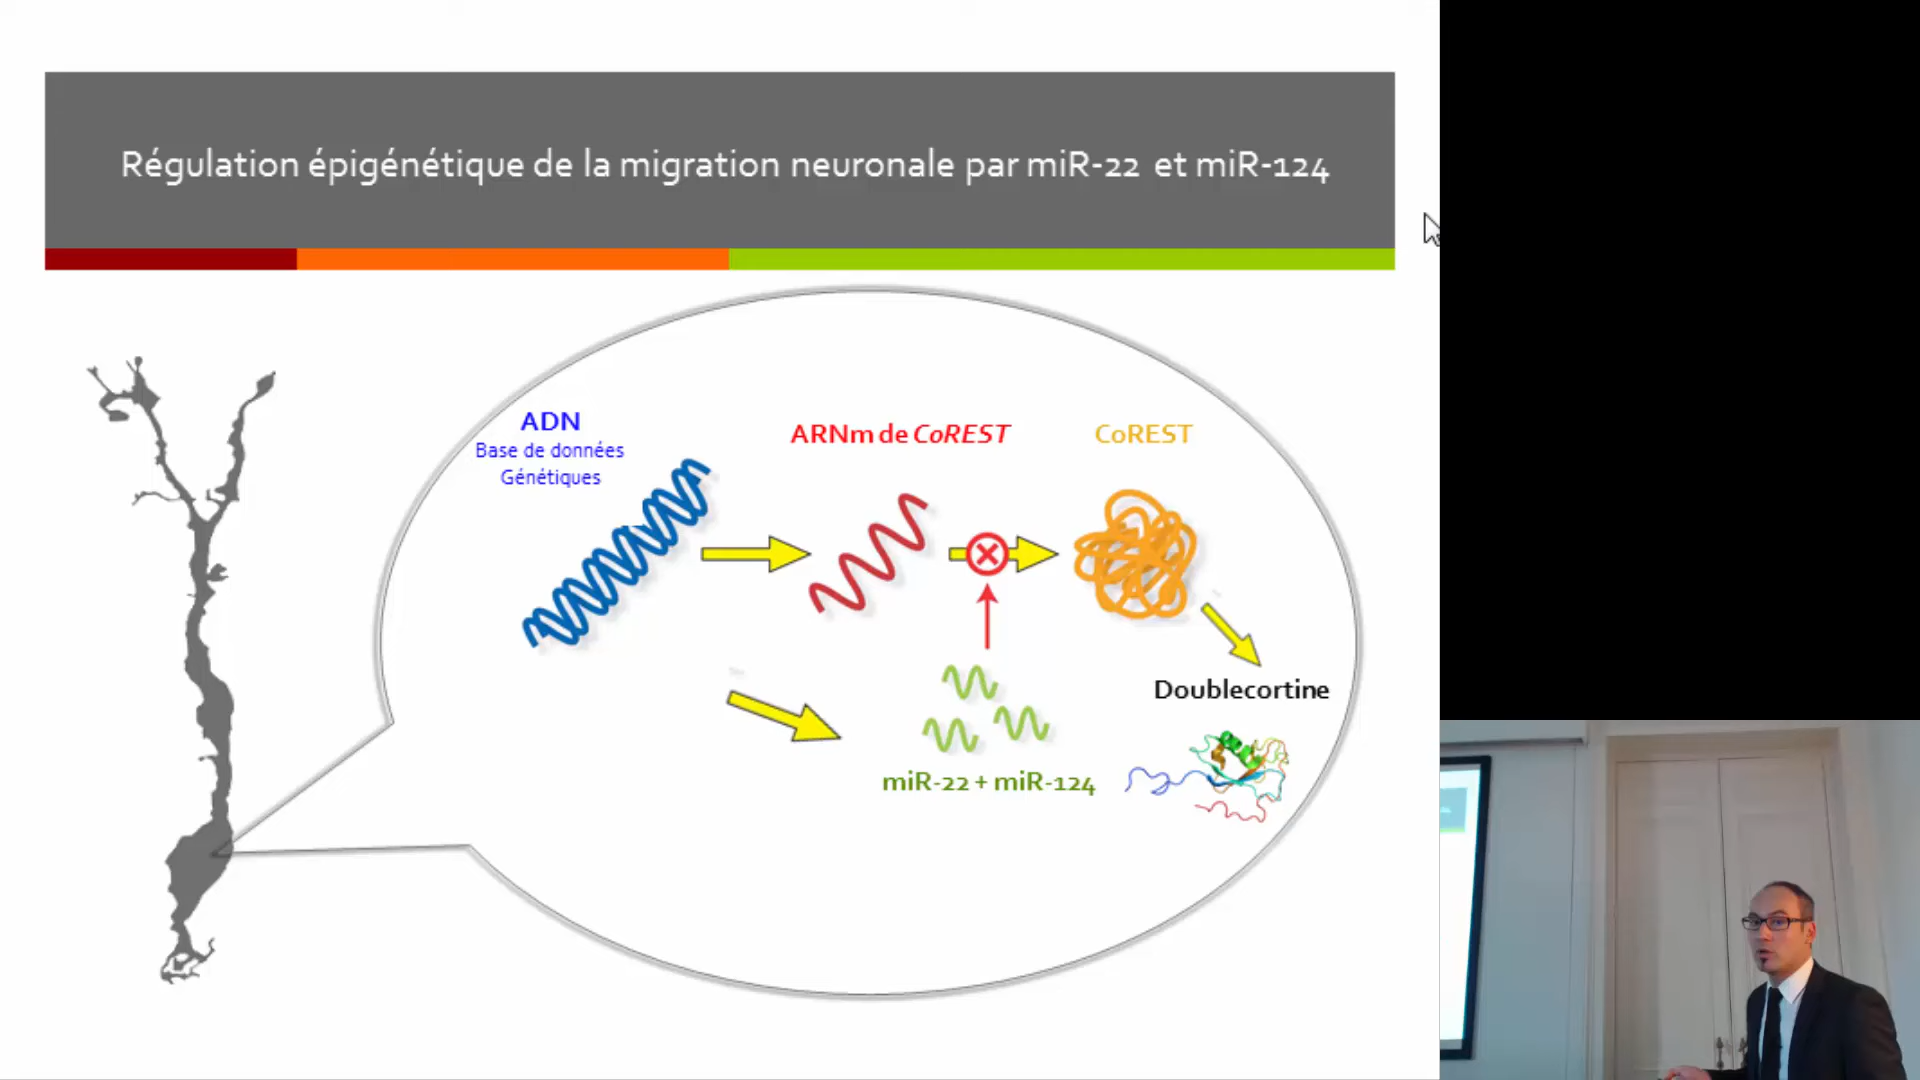 Régulation épigénétique de la migration neuronale par miR-22 et miR-124
ADN
Base de données
Génétiques
ARNm de CoREST
CoREST
Doublecortine
miR-22 + miR-124